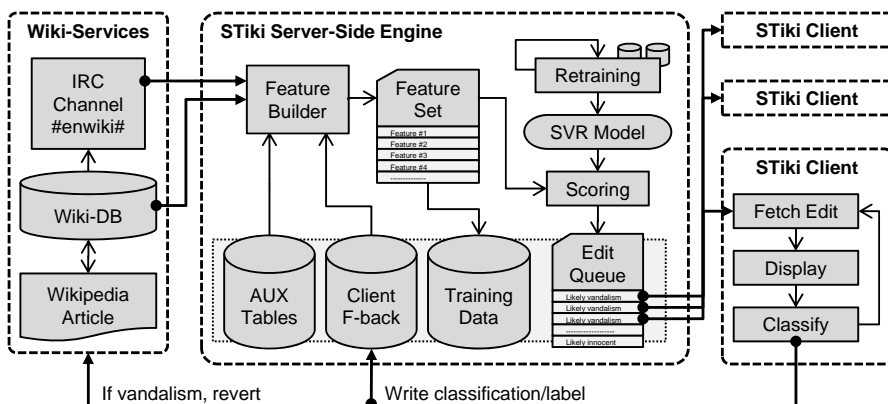 Wiki-Services
IRC
Channel
#enwiki#
Wiki-DB
Wikipedia
Article
STiki Server-Side Engine
Feature
Builder
Feature
Set
Feature #1
Feature #2
Feature #3
Feature #4
---------------
Retraining
SVR Model
Scoring
AUX
Tables
Client
F-back
Training
Data
Edit
Queue
Likely vandalism
Likely vandalism
Likely vandalism
---------------
Likely innocent
STiki Client
STiki Client
STiki Client
Fetch Edit
Display
Classify
If vandalism, revert
Write classification/label